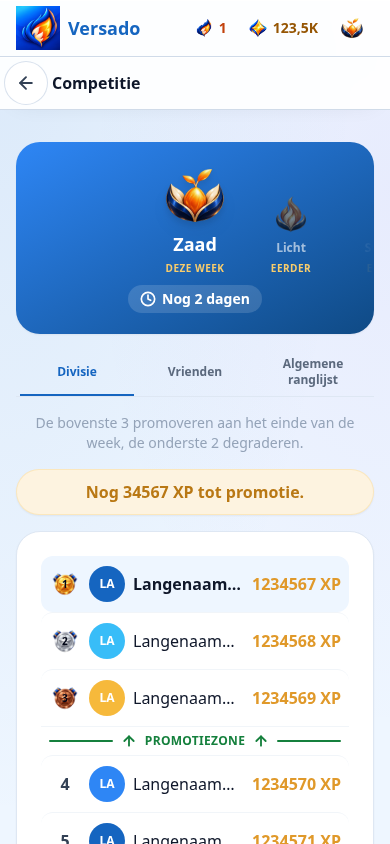 Versado
1
123,5K
Competitie
Zaad
DEZE WEEK
Licht
EERDER
Nog 2 dagen
Divisie
Vrienden
Algemene
ranglijst
De bovenste 3 promoveren aan het einde van de
week, de onderste 2 degraderen.
Nog 34567 XP tot promotie.
1 LA Langenaam... 1234567 XP
2 LA Langenaam... 1234568 XP
3 LA Langenaam... 1234569 XP
PROMOTIEZONE
4 LA Langenaam... 1234570 XP
5 LA Langenaam... 1234571 XP